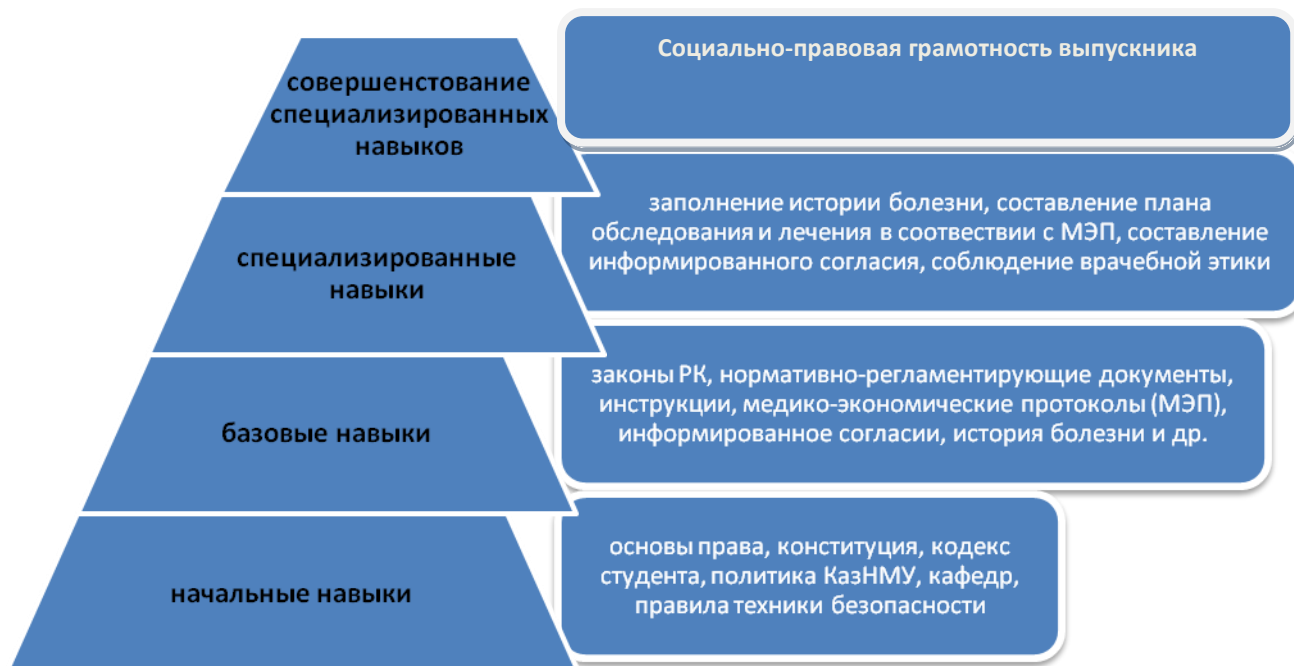 совершенстование
специализированных
навыков
Социально-правовая грамотность выпускника
специализированные
навыки
заполнение истории болезни, составление плана
обследования и лечения в соотвествии с МЭП, составление
информированного согласия, соблюдение врачебной этики
базовые навыки
законы РК, нормативно-регламентирующие документы,
инструкции, медико-экономические протоколы (МЭП),
информированное согласии, история болезни и др.
начальные навыки
основы права, конституция, кодекс
студента, политика КазНМУ, кафедр,
правила техники безопасности